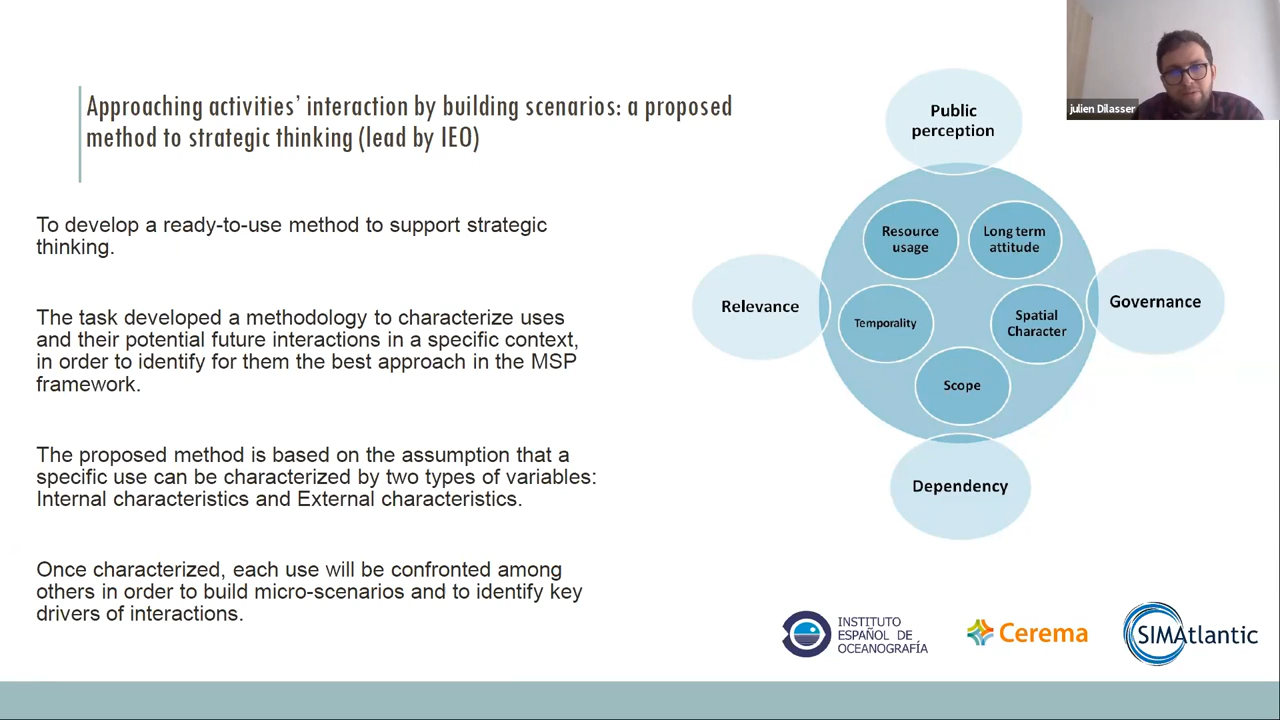 Approaching activities' interaction by building scenarios: a proposed
method to strategic thinking (lead by IEO)
To develop a ready-to-use method to support strategic
thinking.
The task developed a methodology to characterize uses
and their potential future interactions in a specific context,
in order to identify for them the best approach in the MSP
framework.
The proposed method is based on the assumption that a
specific use can be characterized by two types of variables:
Internal characteristics and External characteristics.
Once characterized, each use will be confronted among
others in order to build micro-scenarios and to identify key
drivers of interactions.
Public
perception
Resource
usage
Long term
attitude
Relevance
Governance
Temporality
Spatial
Character
Scope
Dependency
julien Dilasser
INSTITUTO
ESPAÑOL DE
OCEANOGRAFÍA
Cerema
SIMAtlantic